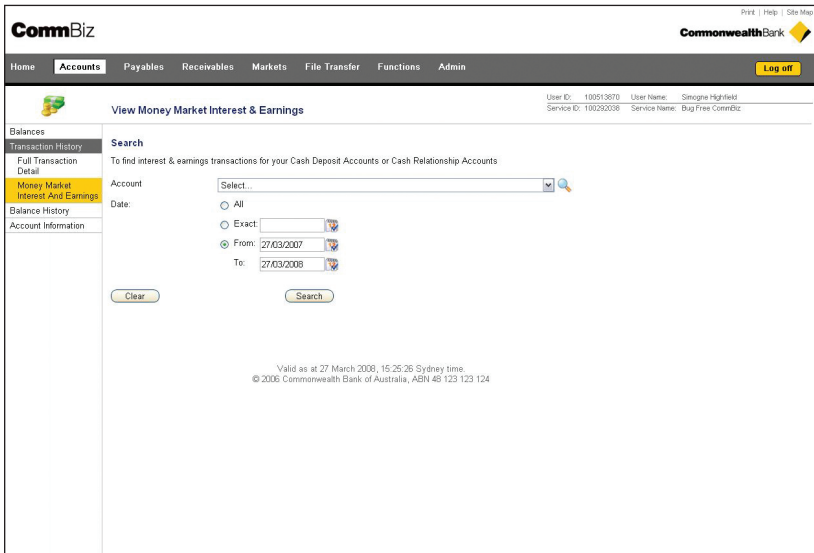 Print | Help | Site Map
CommBiz
CommonwealthBank
Home Accounts Payables Receivables Markets File Transfer Functions Admin
Log off
User ID: 100513870 User Name: Simogne Highfield
Service ID: 100292038 Service Name: Bug Free CommBiz
View Money Market Interest & Earnings
Balances
Transaction History
Full Transaction
Detail
Money Market
Interest And Earnings
Balance History
Account Information
Search
To find interest & earnings transactions for your Cash Deposit Accounts or Cash Relationship Accounts
Account Select...
Date: All
Exact:
From: 27/03/2007
To: 27/03/2008
Clear Search
Valid as at 27 March 2008, 15:25:26 Sydney time.
© 2006 Commonwealth Bank of Australia, ABN 48 123 123 124